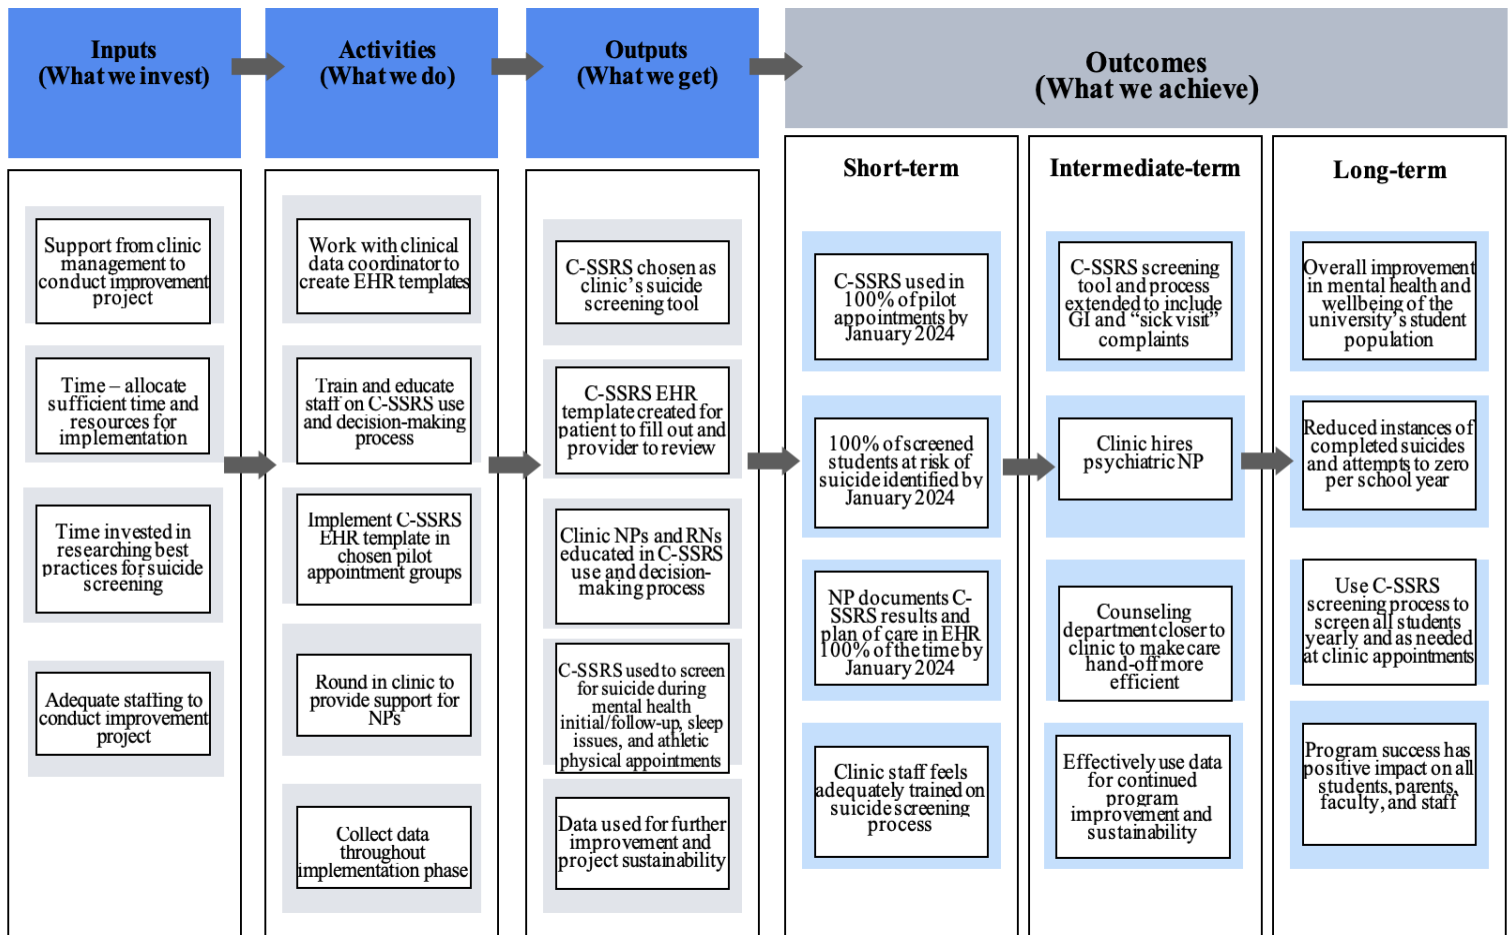 Inputs
(What we invest)
Activities
(What we do)
Outputs
(What we get)
Outcomes
(What we achieve)
Support from clinic
management to
conduct improvement
project
Time – allocate
sufficient time and
resources for
implementation
Time invested in
researching best
practices for suicide
screening
Adequate staffing to
conduct improvement
project
Work with clinical
data coordinator to
create EHR templates
Train and educate
staff on C-SSRS use
and decision-making
process
Implement C-SSRS
EHR template in
chosen pilot
appointment groups
Round in clinic to
provide support for
NPs
Collect data
throughout
implementation phase
C-SSRS chosen as
clinic’s suicide
screening tool
C-SSRS EHR
template created for
patient to fill out and
provider to review
Clinic NPs and RNs
educated in C-SSRS
use and decision-
making process
C-SSRS used to screen
for suicide during
mental health
initial/follow-up, sleep
issues, and athletic
physical appointments
Data used for further
improvement and
project sustainability
Short-term
C-SSRS used in
100% of pilot
appointments by
January 2024
100% of screened
students at risk of
suicide identified by
January 2024
NP documents C-
SSRS results and
plan of care in EHR
100% of the time by
January 2024
Clinic staff feels
adequately trained on
suicide screening
process
Intermediate-term
C-SSRS screening
tool and process
extended to include
GI and “sick visit”
complaints
Clinic hires
psychiatric NP
Counseling
department closer to
clinic to make care
hand-off more
efficient
Effectively use data
for continued
program
improvement and
sustainability
Long-term
Overall improvement
in mental health and
wellbeing of the
university’s student
population
Reduced instances of
completed suicides
and attempts to zero
per school year
Use C-SSRS
screening process to
screen all students
yearly and as needed
at clinic appointments
Program success has
positive impact on all
students, parents,
faculty, and staff